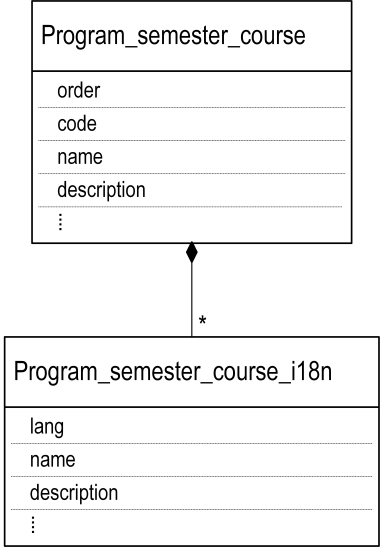 Program_semester_course
order
code
name
description
⋮
*
Program_semester_course_i18n
lang
name
description
⋮